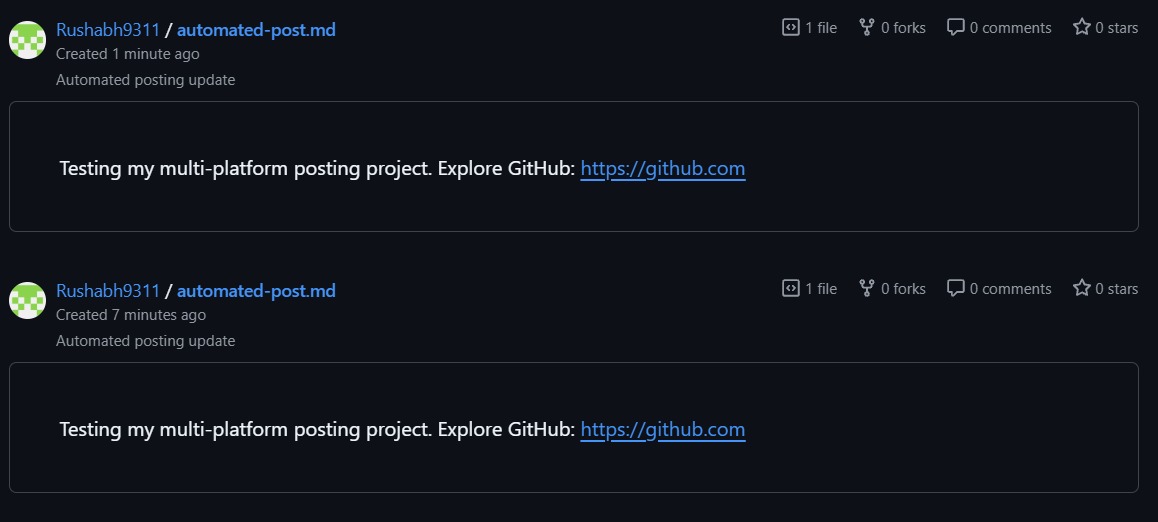 Rushabh9311 / automated-post.md 1 file 0 forks 0 comments 0 stars
Created 1 minute ago
Automated posting update
Testing my multi-platform posting project. Explore GitHub: https://github.com
Rushabh9311 / automated-post.md 1 file 0 forks 0 comments 0 stars
Created 7 minutes ago
Automated posting update
Testing my multi-platform posting project. Explore GitHub: https://github.com